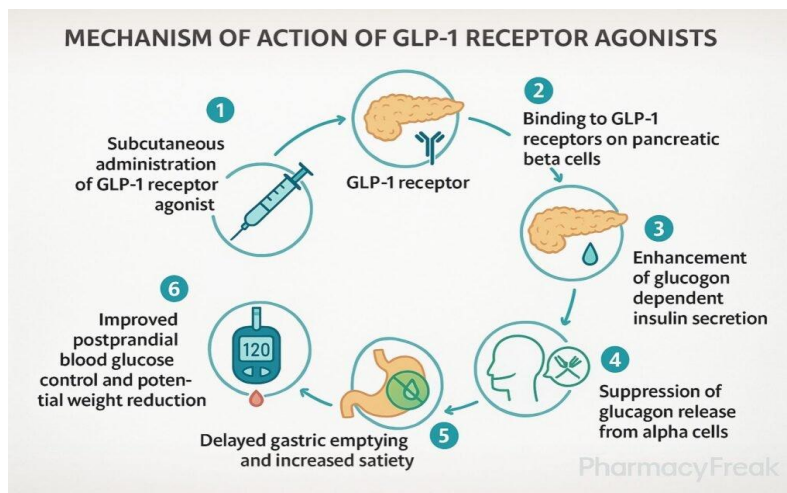 MECHANISM OF ACTION OF GLP-1 RECEPTOR AGONISTS
1
Subcutaneous
administration
of GLP-1 receptor
agonist
GLP-1 receptor
2
Binding to GLP-1
receptors on pancreatic
beta cells
3
Enhancement
of glucogon
dependent
insulin secretion
4
Suppression of
glucagon release
from alpha cells
5
Delayed gastric emptying
and increased satiety
6
Improved
postprandial
blood glucose
control and poten-
tial weight reduction
120
PharmacyFreak